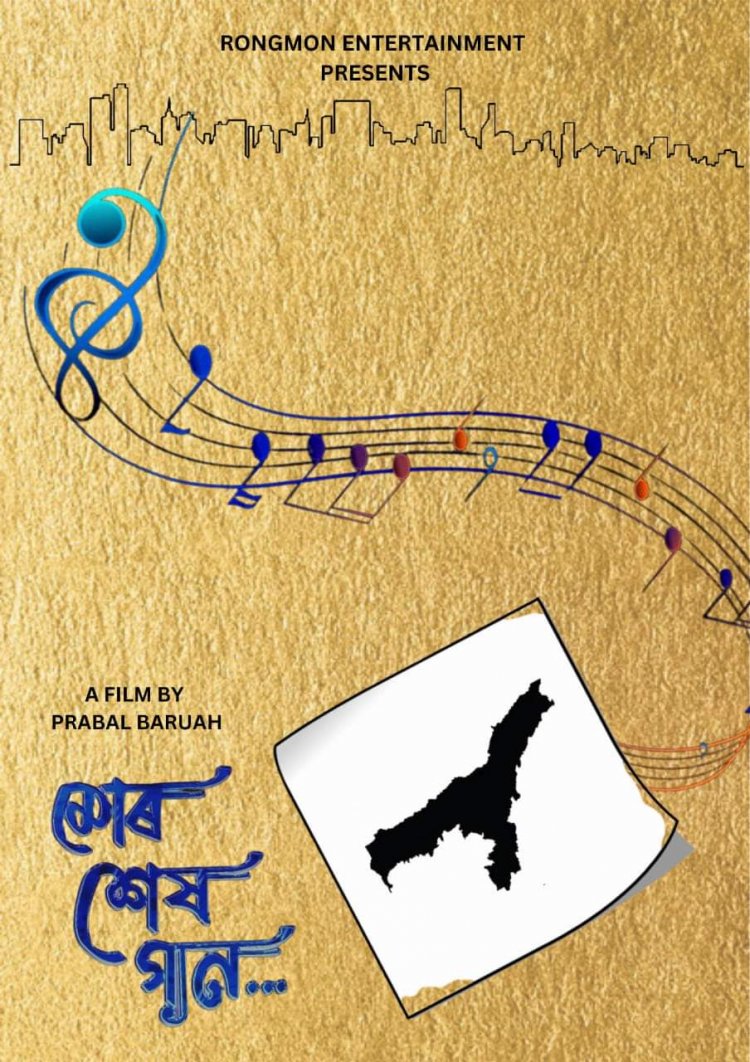 RONGMON ENTERTAINMENT
PRESENTS
A FILM BY
PRABAL BARUAH
মোৰ
শেষ
গান...